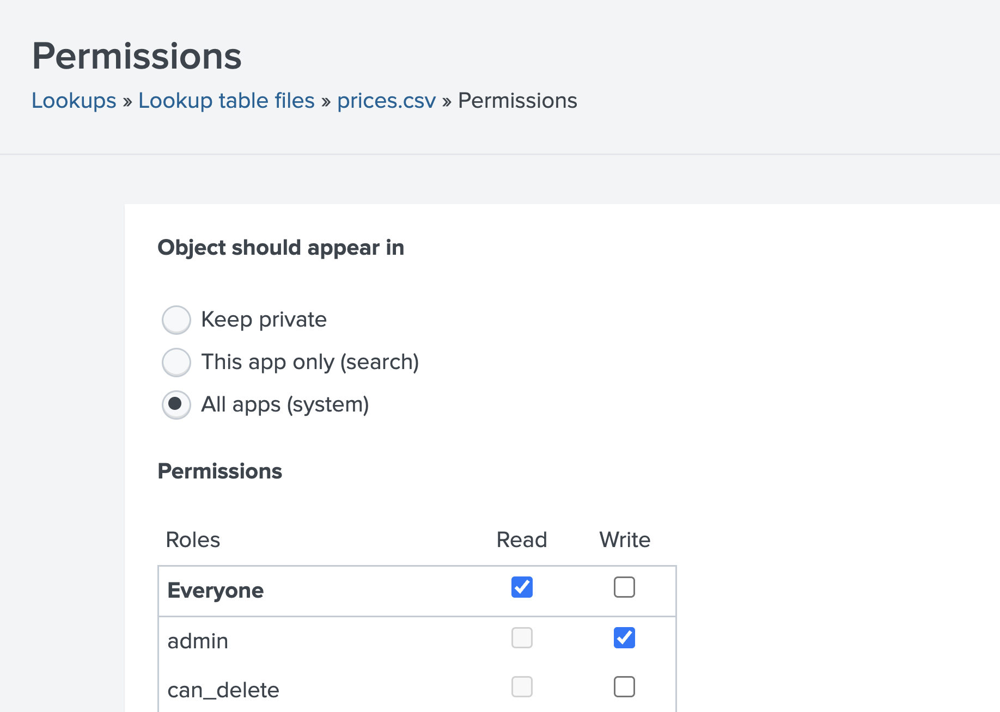 Permissions
Lookups » Lookup table files » prices.csv » Permissions
Object should appear in
Keep private
This app only (search)
All apps (system)
Permissions
Roles Read Write
Everyone
admin
can_delete